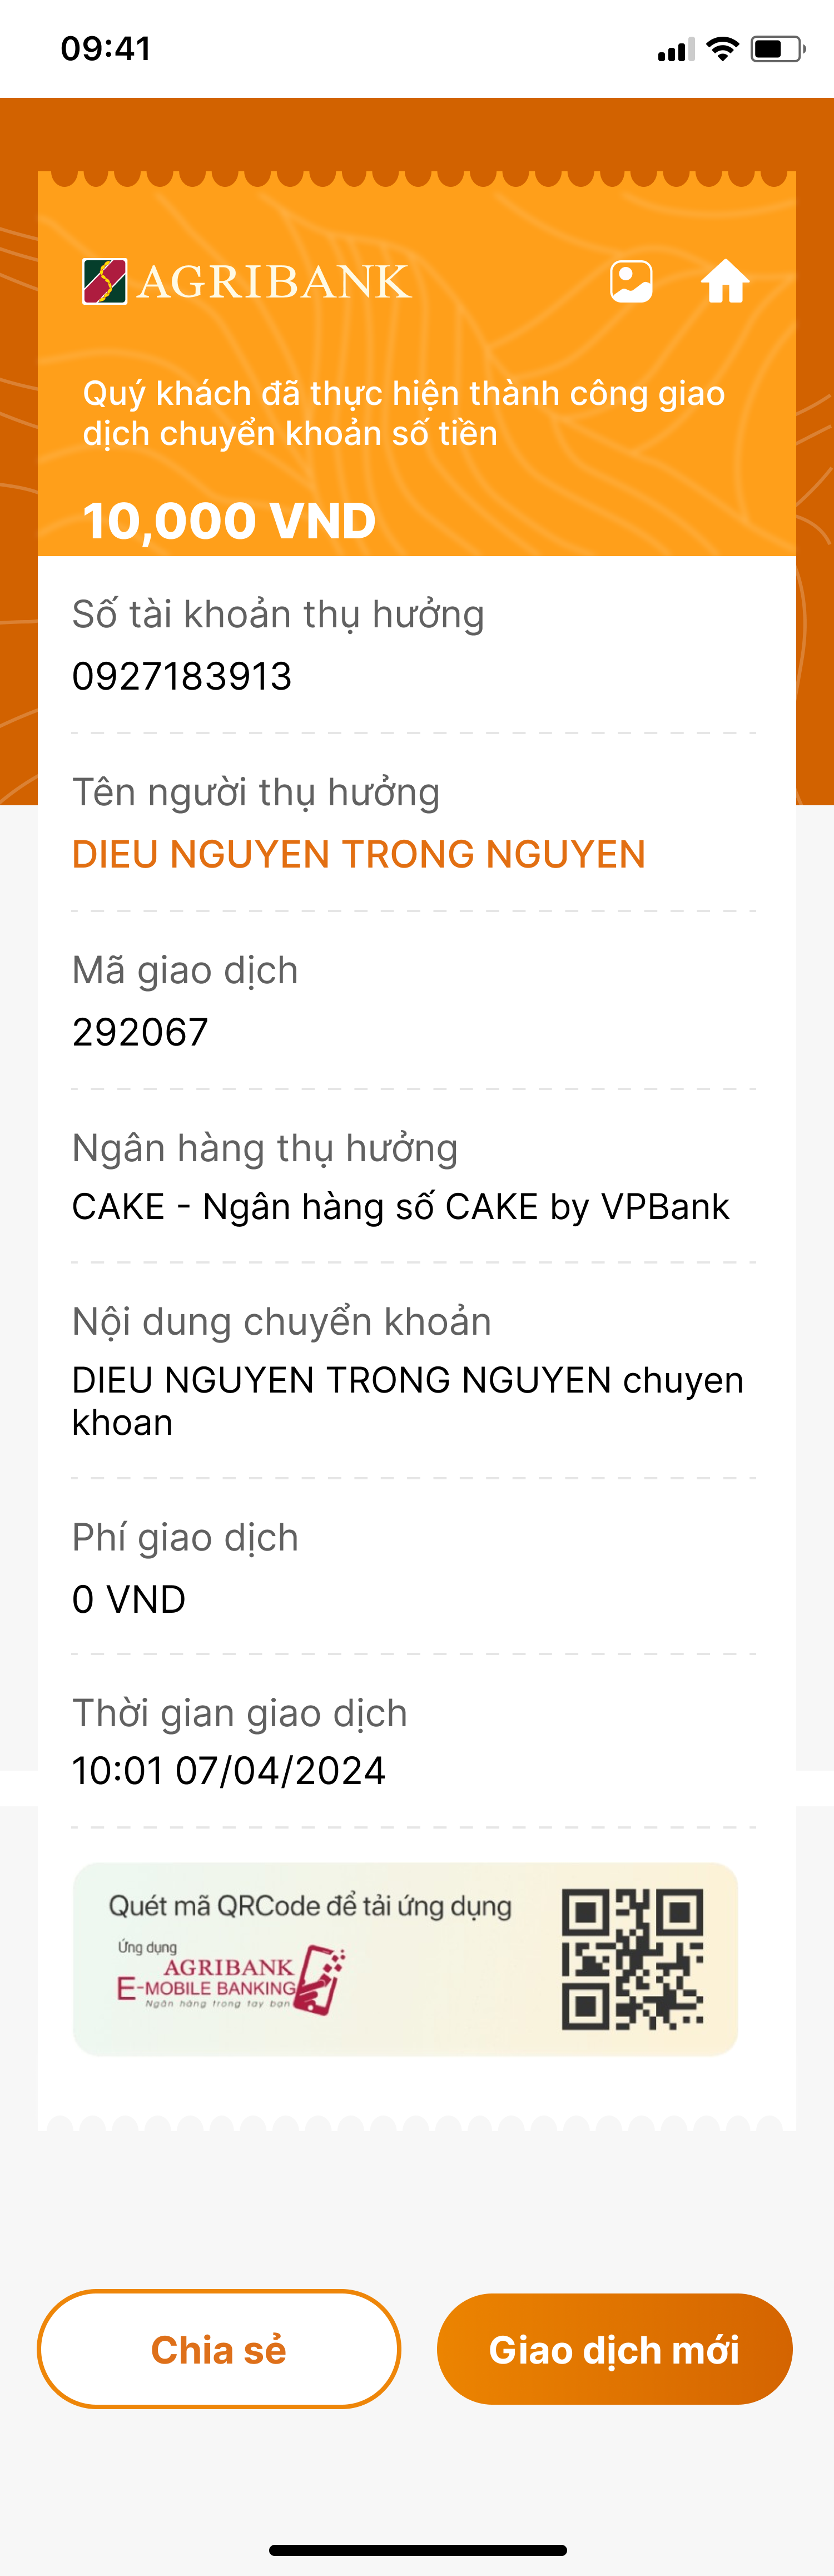 09:41
AGRIBANK
Quý khách đã thực hiện thành công giao
dịch chuyển khoản số tiền
10,000 VND
Số tài khoản thụ hưởng
0927183913
Tên người thụ hưởng
DIEU NGUYEN TRONG NGUYEN
Mã giao dịch
292067
Ngân hàng thụ hưởng
CAKE - Ngân hàng số CAKE by VPBank
Nội dung chuyển khoản
DIEU NGUYEN TRONG NGUYEN chuyen
khoan
Phí giao dịch
0 VND
Thời gian giao dịch
10:01 07/04/2024
Quét mã QRCode để tải ứng dụng
Ứng dụng
AGRIBANK
E-MOBILE BANKING
Ngân hàng trong tay bạn
Chia sẻ
Giao dịch mới